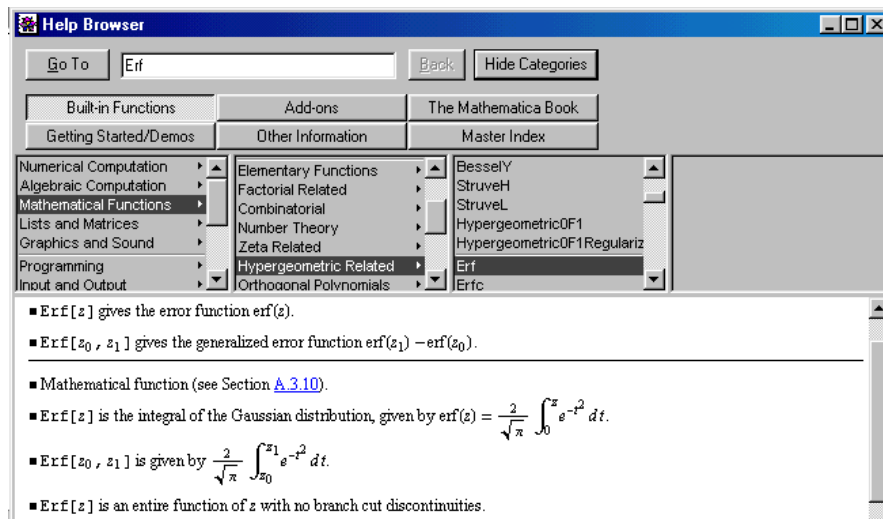 Help Browser
Go To Erf Back Hide Categories
Built-in Functions Add-ons The Mathematica Book
Getting Started/Demos Other Information Master Index
Numerical Computation
Algebraic Computation
Mathematical Functions
Lists and Matrices
Graphics and Sound
Programming
Input and Output
Elementary Functions
Factorial Related
Combinatorial
Number Theory
Zeta Related
Hypergeometric Related
Orthogonal Polynomials
BesselY
StruveH
StruveL
Hypergeometric0F1
Hypergeometric0F1Regulariz
Erf
Erfc
■ Erf[z] gives the error function erf(z).
■ Erf[z₀, z₁] gives the generalized error function erf(z₁) − erf(z₀).
■ Mathematical function (see Section A.3.10).
■ Erf[z] is the integral of the Gaussian distribution, given by erf(z) = 2/√π ∫₀ᶻ e^(−t²) dt.
■ Erf[z₀, z₁] is given by 2/√π ∫_{z₀}^{z₁} e^(−t²) dt.
■ Erf[z] is an entire function of z with no branch cut discontinuities.